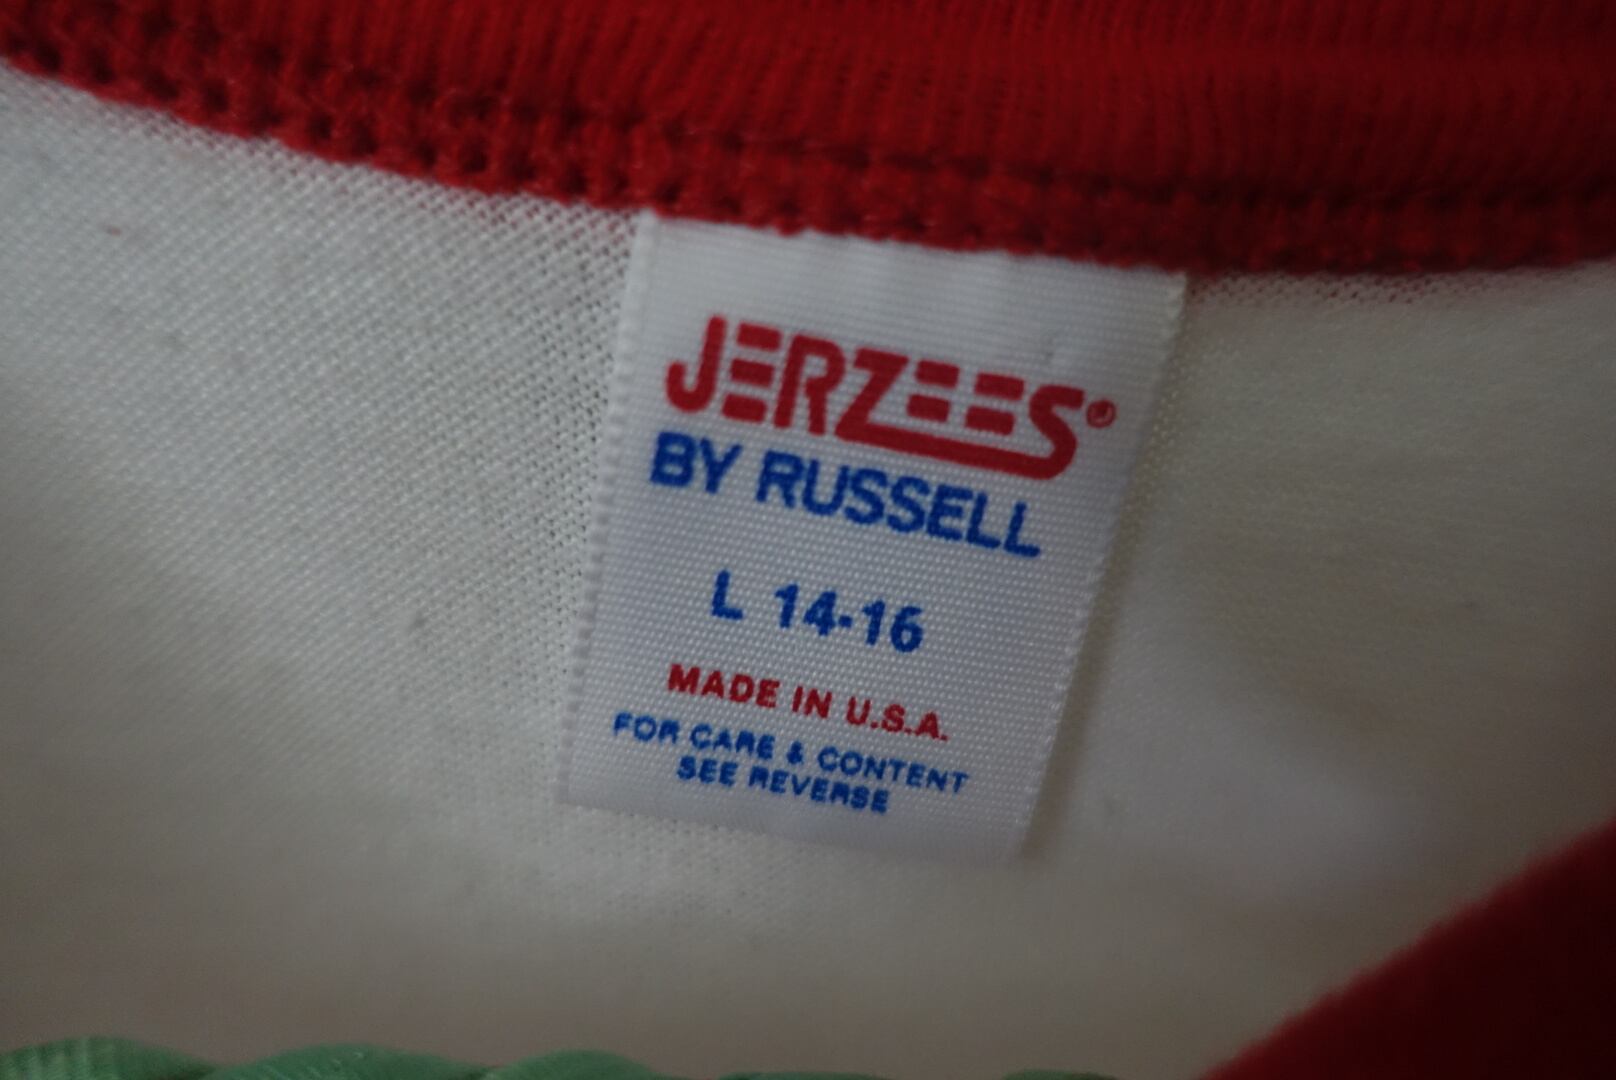 JERZEES®
BY RUSSELL
L 14-16
MADE IN U.S.A.
FOR CARE & CONTENT
SEE REVERSE